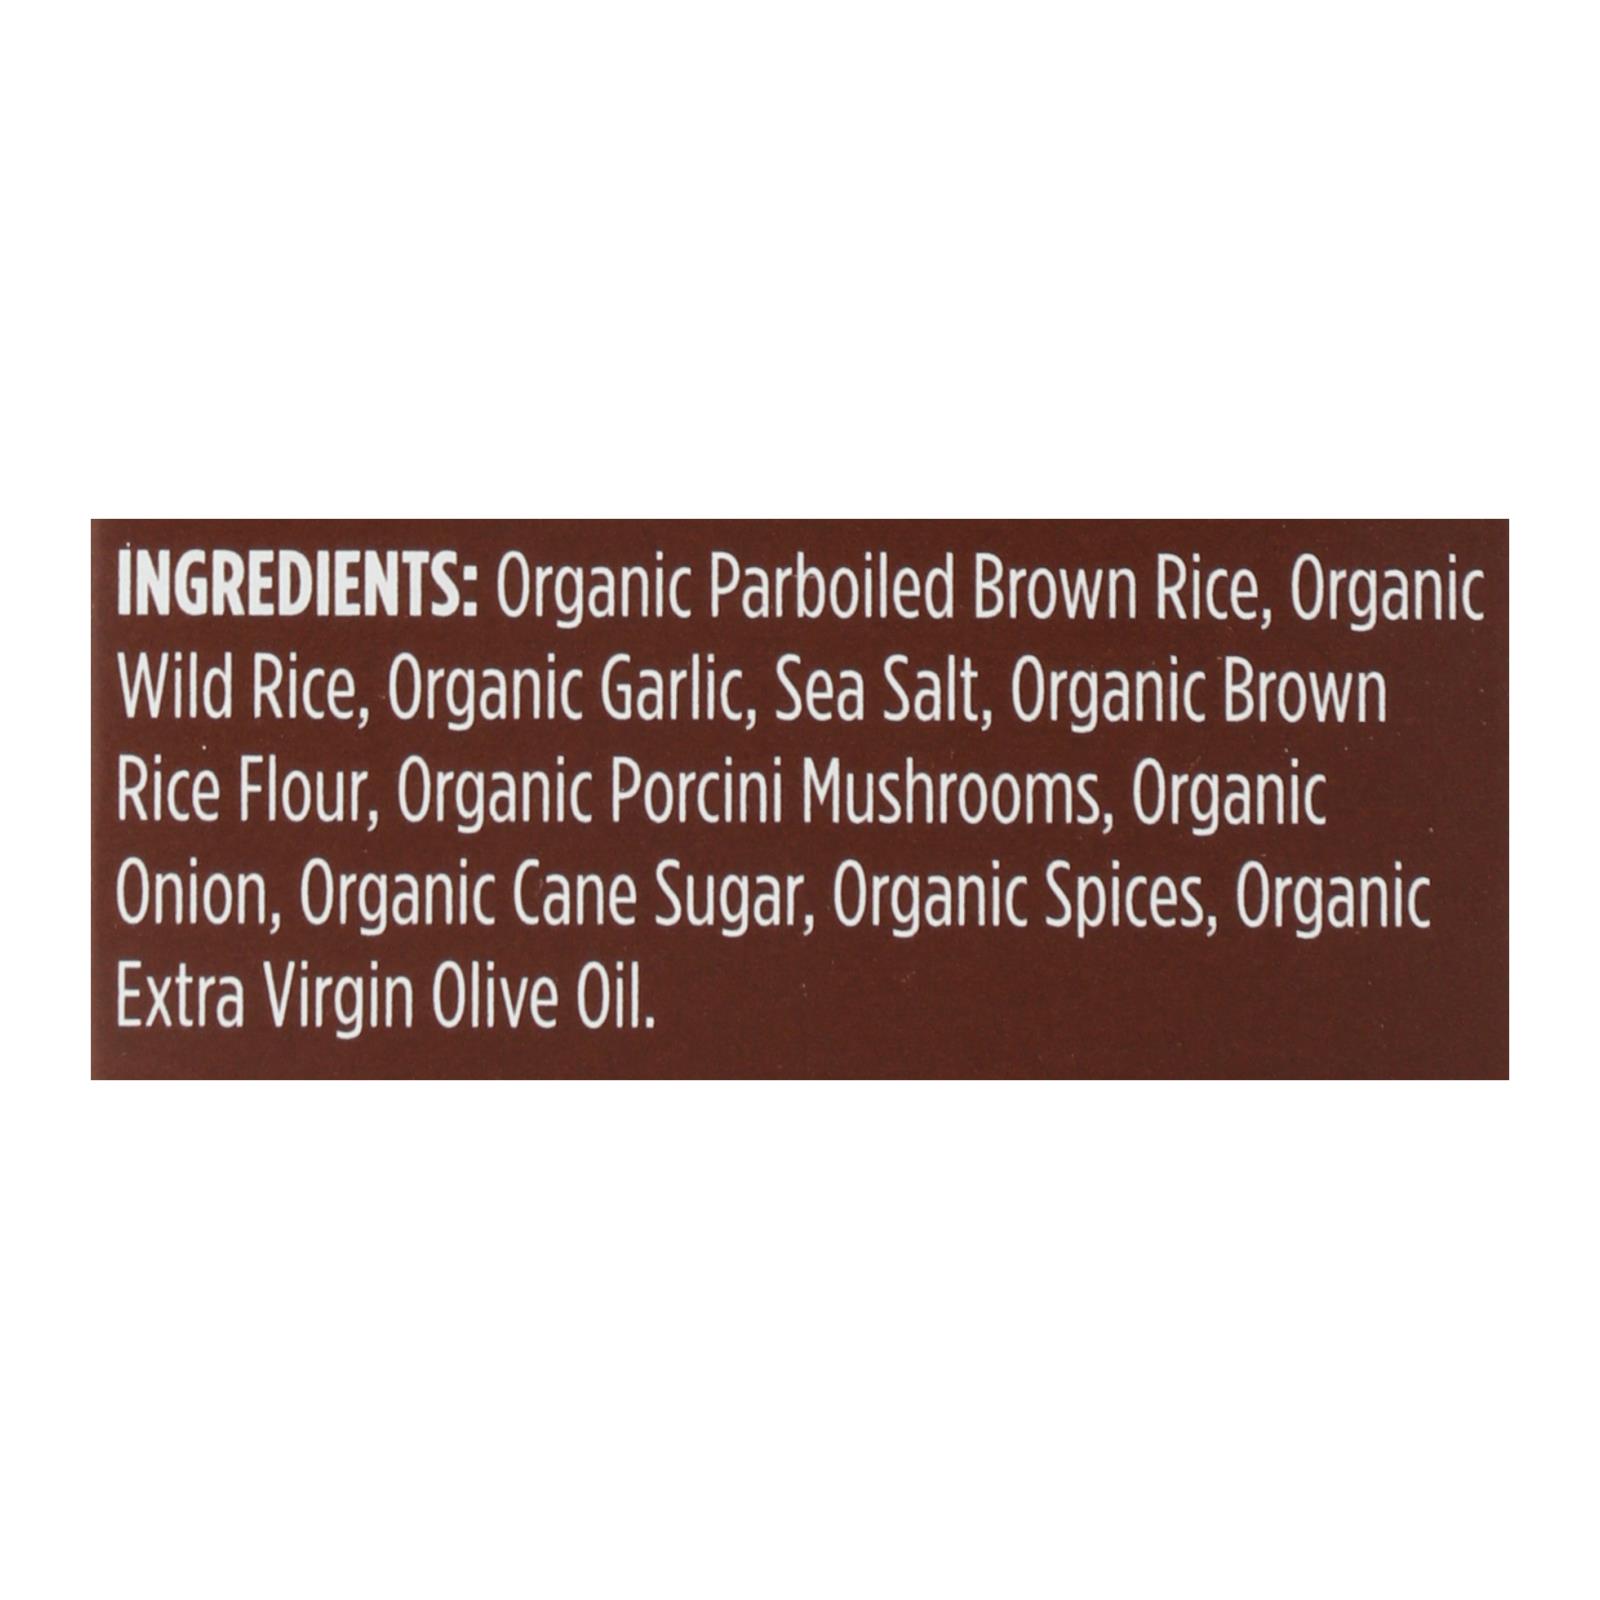 INGREDIENTS: Organic Parboiled Brown Rice, Organic
Wild Rice, Organic Garlic, Sea Salt, Organic Brown
Rice Flour, Organic Porcini Mushrooms, Organic
Onion, Organic Cane Sugar, Organic Spices, Organic
Extra Virgin Olive Oil.